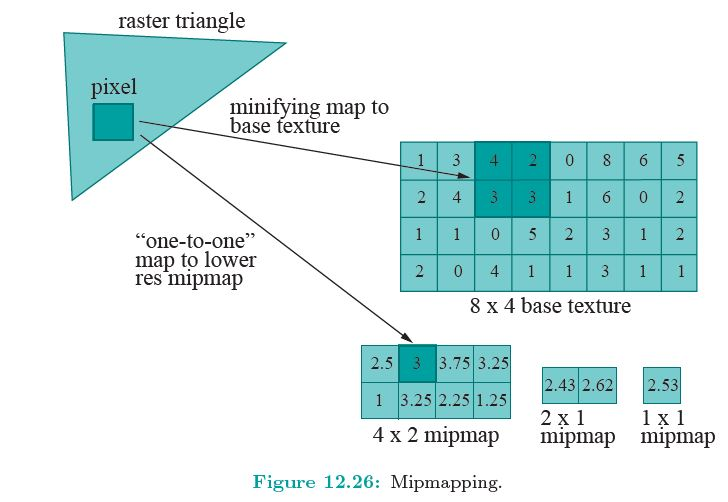 raster triangle
pixel
minifying map to
base texture
1 3 4 2 0 8 6 5
2 4 3 3 1 6 0 2
1 1 0 5 2 3 1 2
2 0 4 1 1 3 1 1
8 x 4 base texture
“one-to-one”
map to lower
res mipmap
2.5 3 3.75 3.25
1 3.25 2.25 1.25
4 x 2 mipmap
2.43 2.62
2 x 1
mipmap
2.53
1 x 1
mipmap
Figure 12.26: Mipmapping.